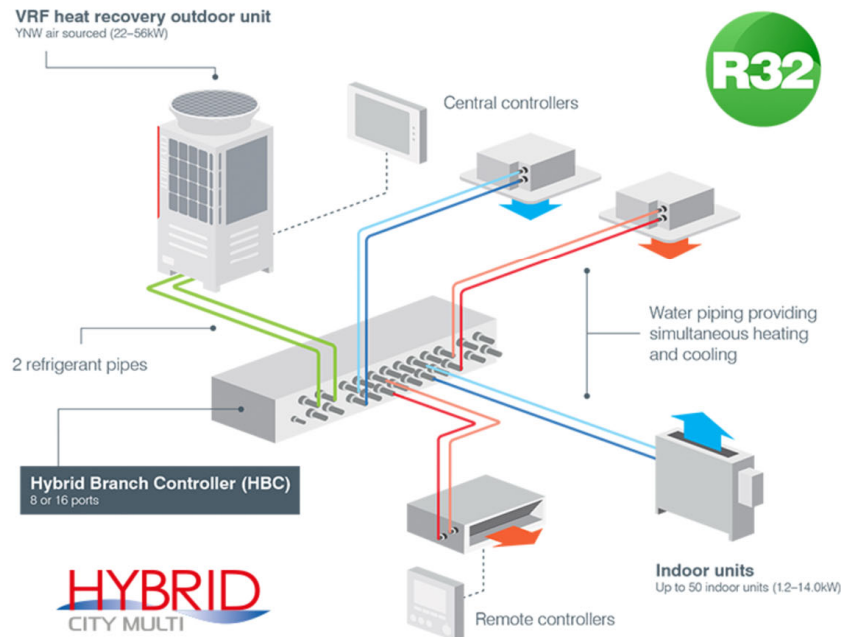 VRF heat recovery outdoor unit
YNW air sourced (22–56kW)
R32
Central controllers
Water piping providing
simultaneous heating
and cooling
2 refrigerant pipes
Hybrid Branch Controller (HBC)
8 or 16 ports
Indoor units
Up to 50 indoor units (1.2–14.0kW)
HYBRID
CITY MULTI
Remote controllers